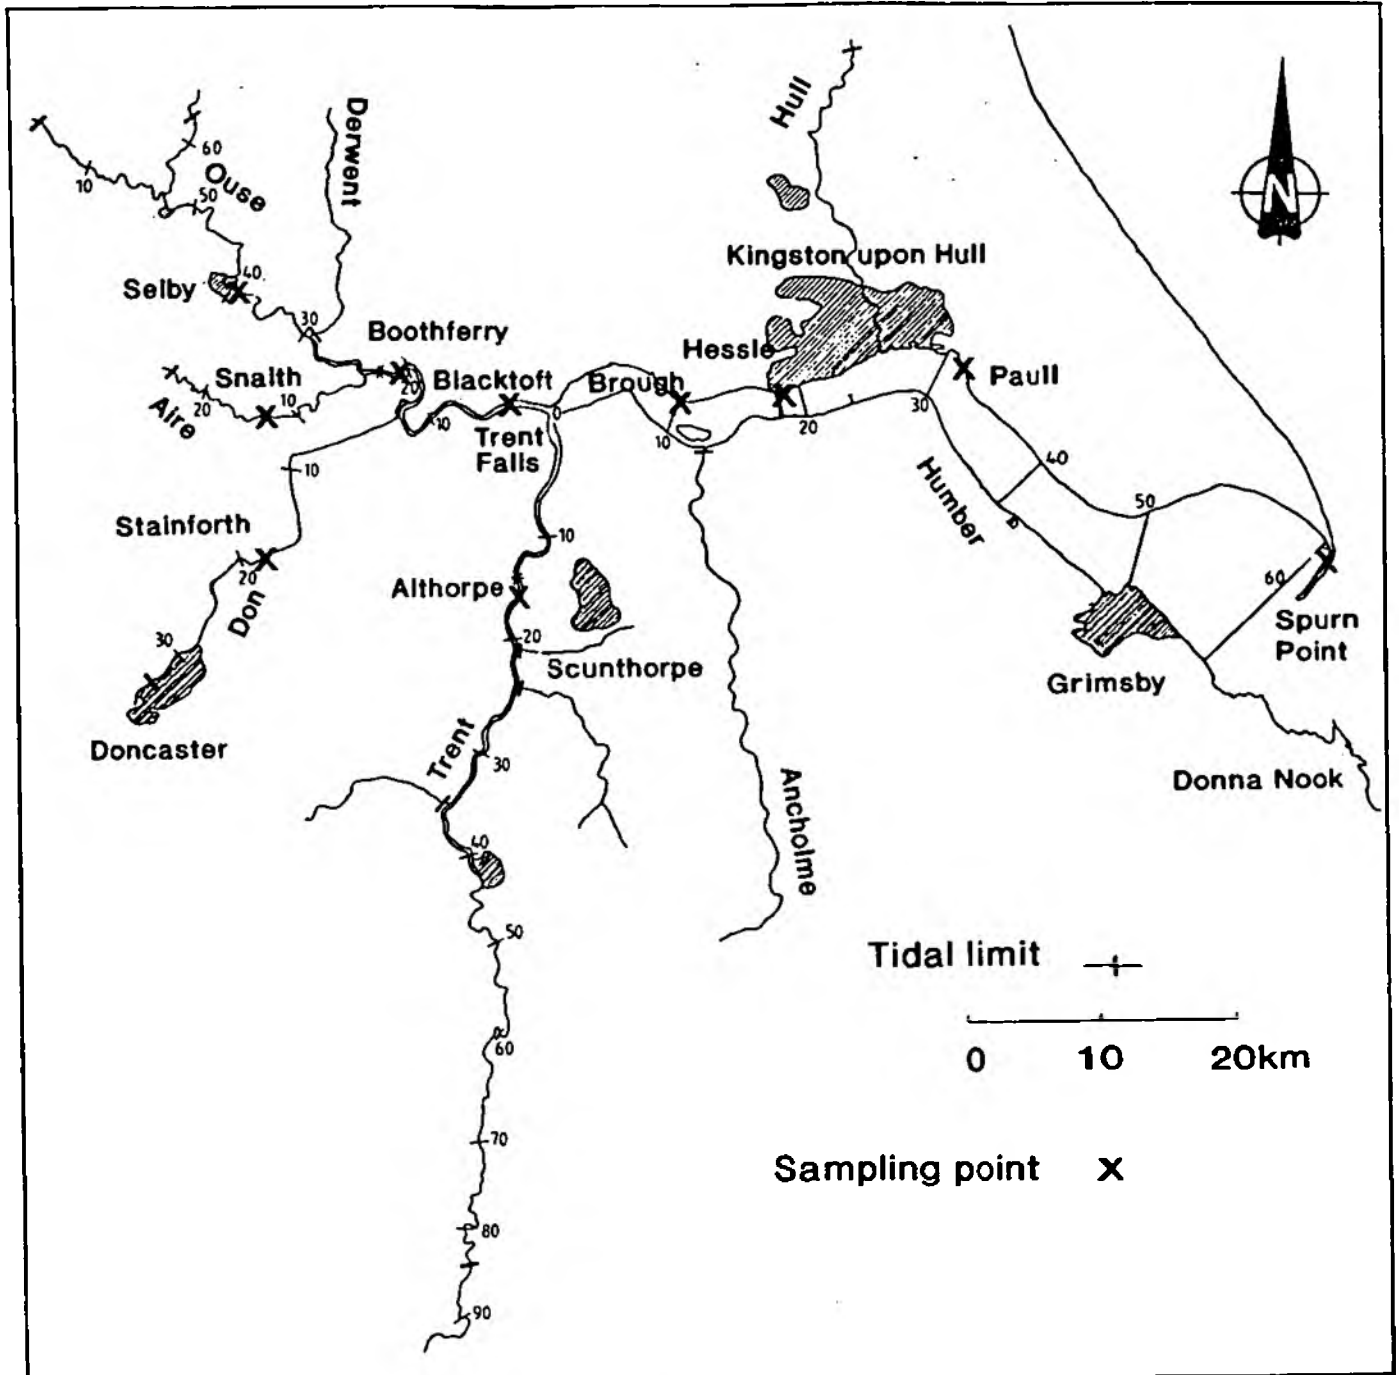 Hull
Derwent
60
Ouse
10
50
N
Kingston upon Hull
40
Selby
30
Boothferry
Hessle
Paull
Snaith
20
Blacktoft
Brough
20
10
Aire
10
0
Trent
Falls
10
20
30
40
50
Humber
10
Stainforth
20
Don
10
Althorpe
60
Spurn
Point
20
Scunthorpe
30
Grimsby
Doncaster
Trent
30
Donna Nook
Ancholme
40
50
Tidal limit
60
0 10 20km
70
Sampling point X
80
90